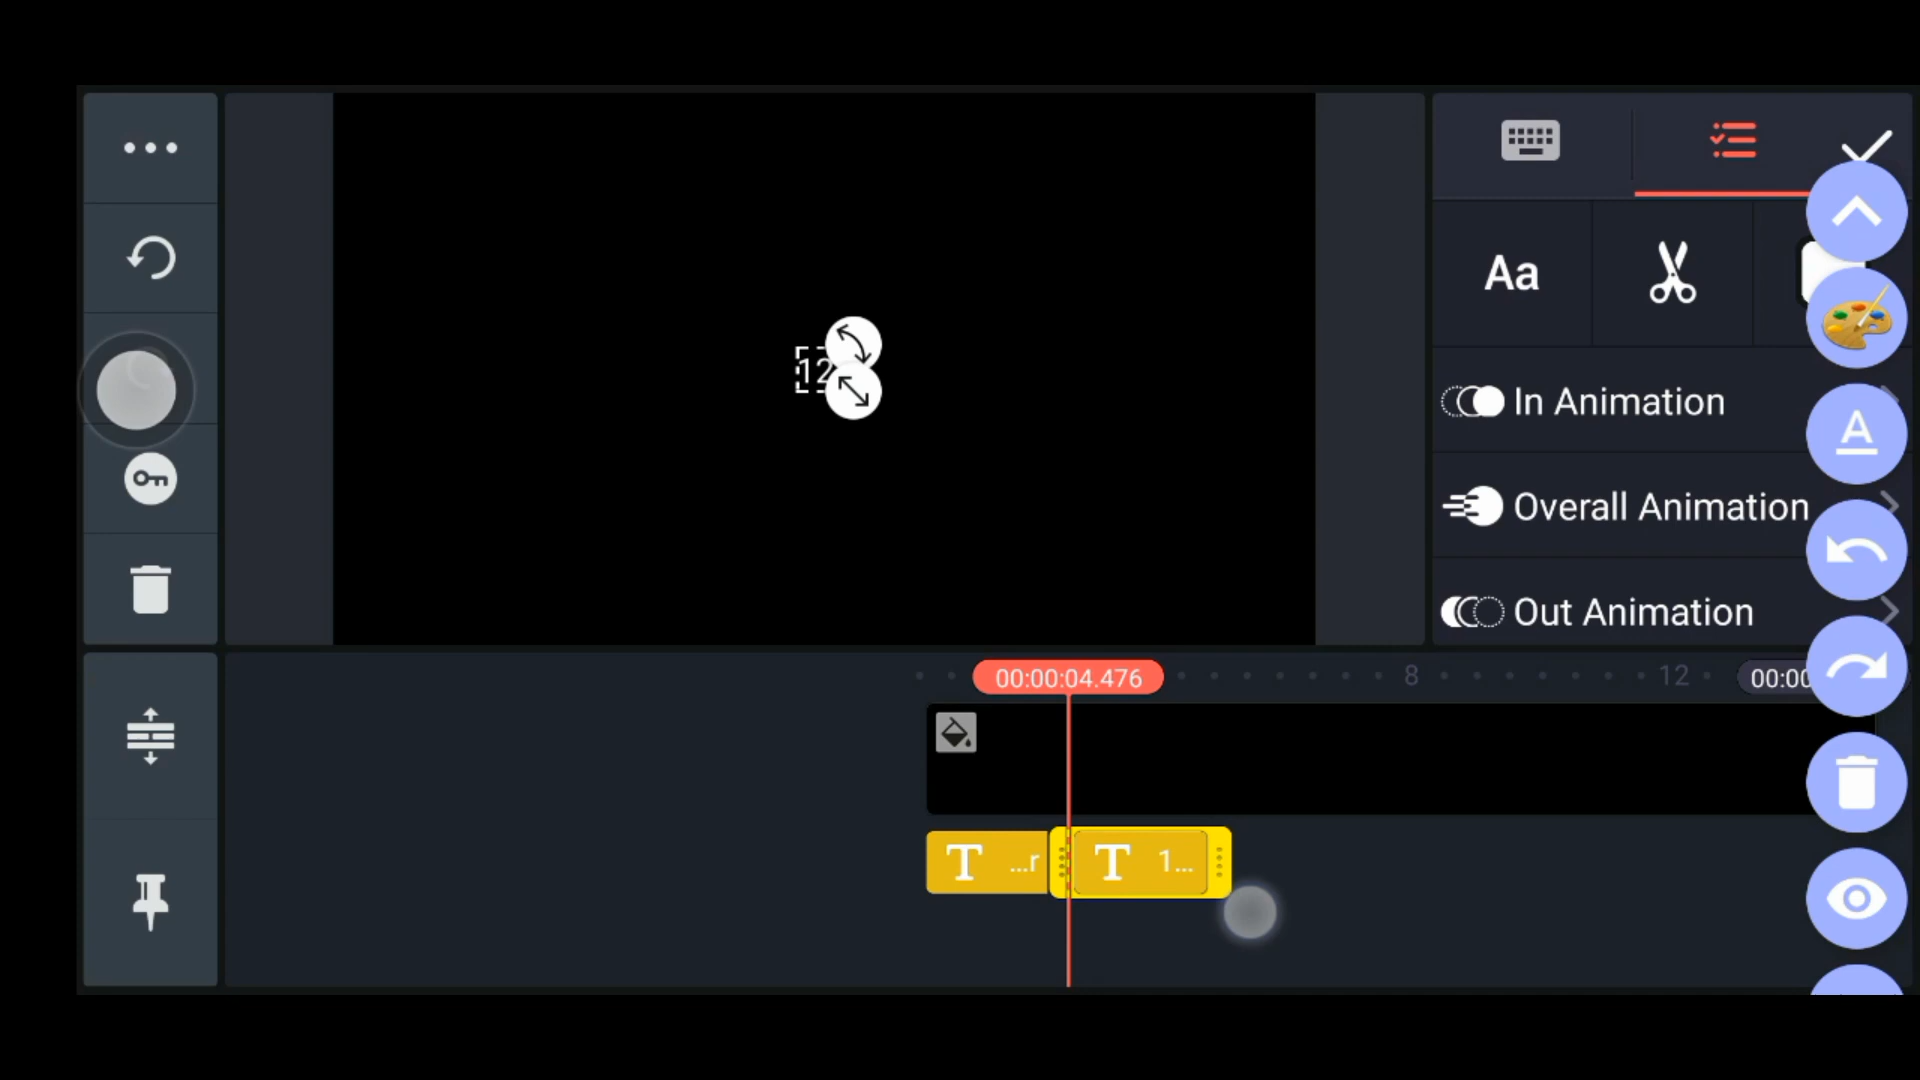 12
Aa
In Animation
Overall Animation
Out Animation
00:00:04.476
8
12
00:00
T ...r
T 1...
A